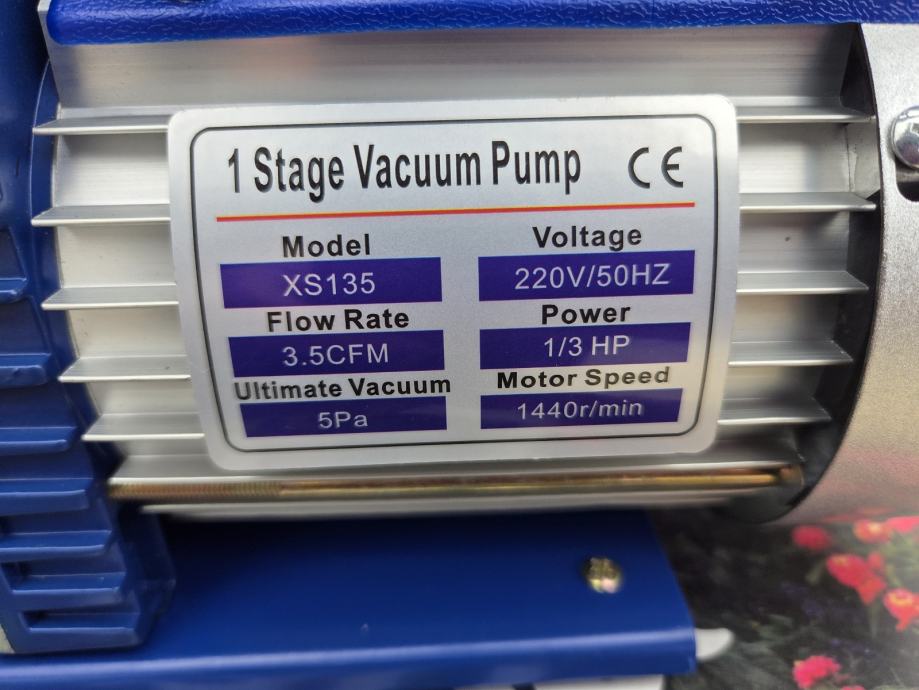 1 Stage Vacuum Pump CE
Model
XS135
Voltage
220V/50HZ
Flow Rate
3.5CFM
Power
1/3 HP
Ultimate Vacuum
5Pa
Motor Speed
1440r/min